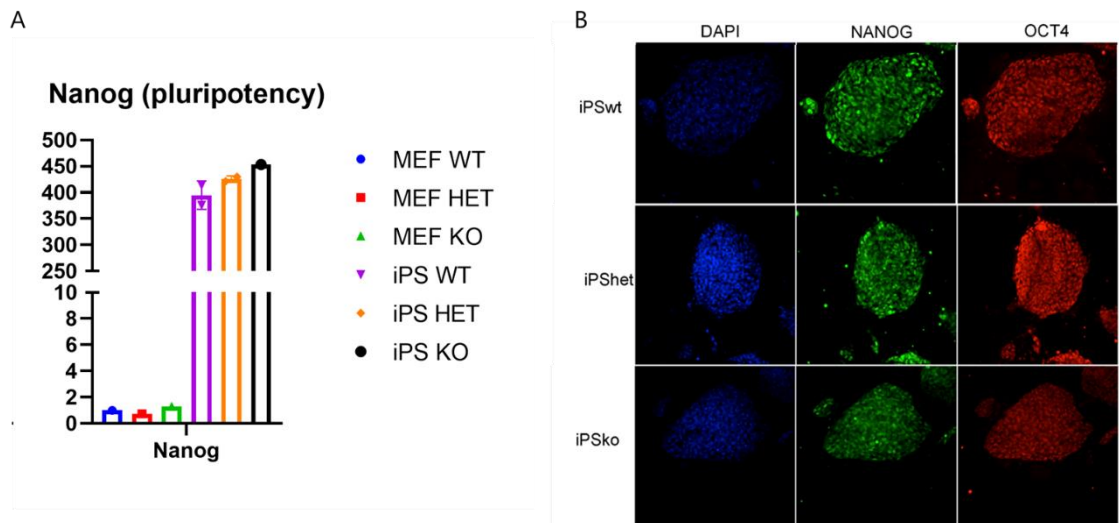 A
Nanog (pluripotency)
500
450
400
350
300
250
10
8
6
4
2
0
Nanog
MEF WT
MEF HET
MEF KO
iPS WT
iPS HET
iPS KO
B
DAPI NANOG OCT4
iPSwt
iPShet
iPSko